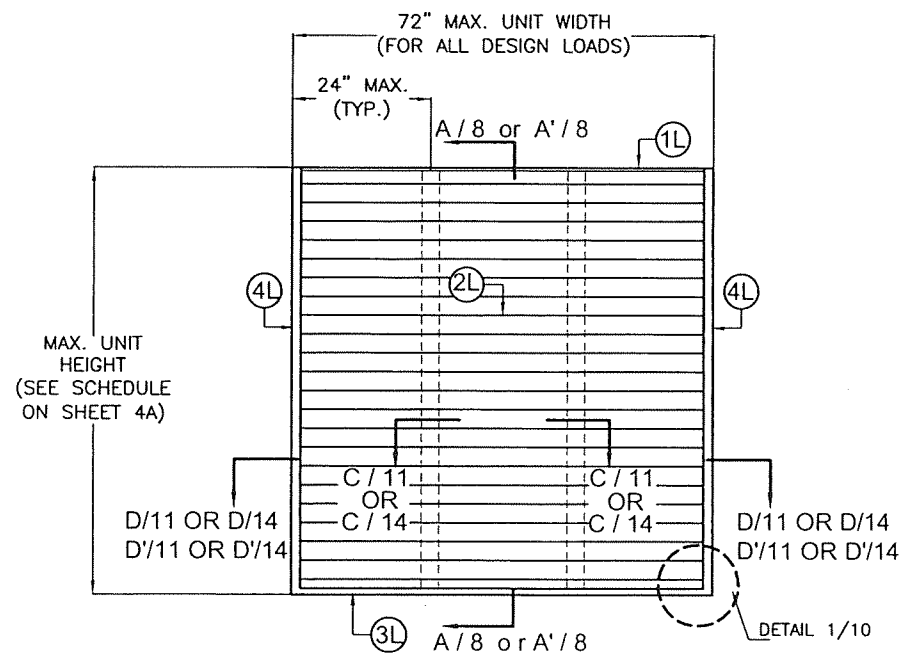 72" MAX. UNIT WIDTH
(FOR ALL DESIGN LOADS)
24" MAX.
(TYP.)
A / 8 or A' / 8
1L
4L
2L
4L
MAX. UNIT
HEIGHT
(SEE SCHEDULE
ON SHEET 4A)
C / 11
OR
C / 14
C / 11
OR
C / 14
D/11 OR D/14
D'/11 OR D'/14
D/11 OR D/14
D'/11 OR D'/14
3L
A / 8 or A' / 8
DETAIL 1/10